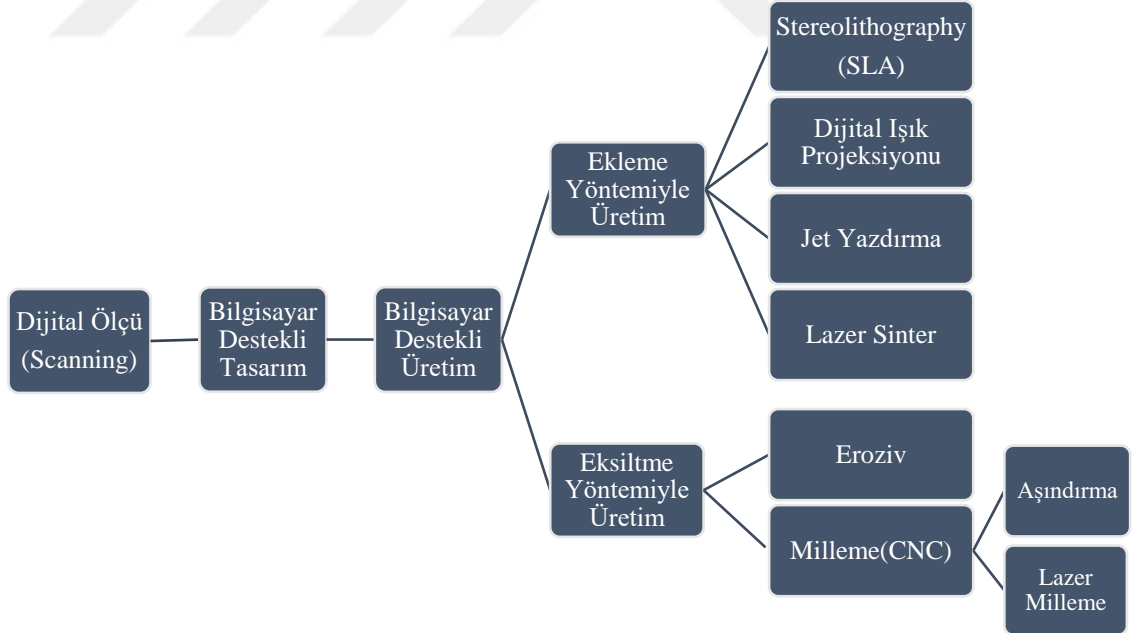 Stereolithography
(SLA)
Dijital Işık
Projeksiyonu
Ekleme
Yöntemiyle
Üretim
Jet Yazdırma
Dijital Ölçü
(Scanning)
Bilgisayar
Destekli
Tasarım
Bilgisayar
Destekli
Üretim
Lazer Sinter
Eksiltme
Yöntemiyle
Üretim
Eroziv
Aşındırma
Milleme(CNC)
Lazer
Milleme